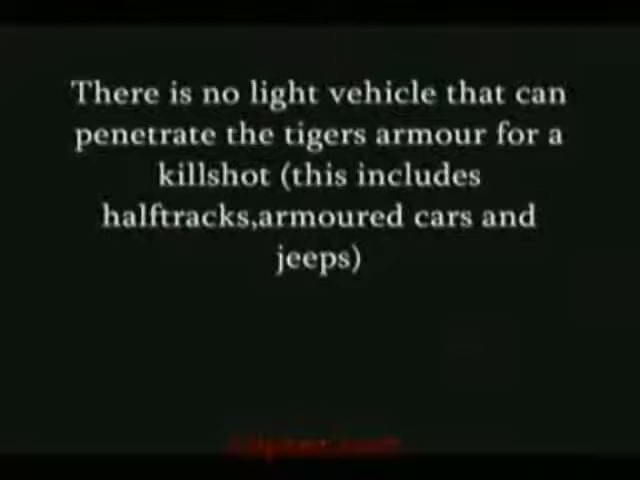 There is no light vehicle that can
penetrate the tigers armour for a
killshot (this includes
halftracks,armoured cars and
jeeps)